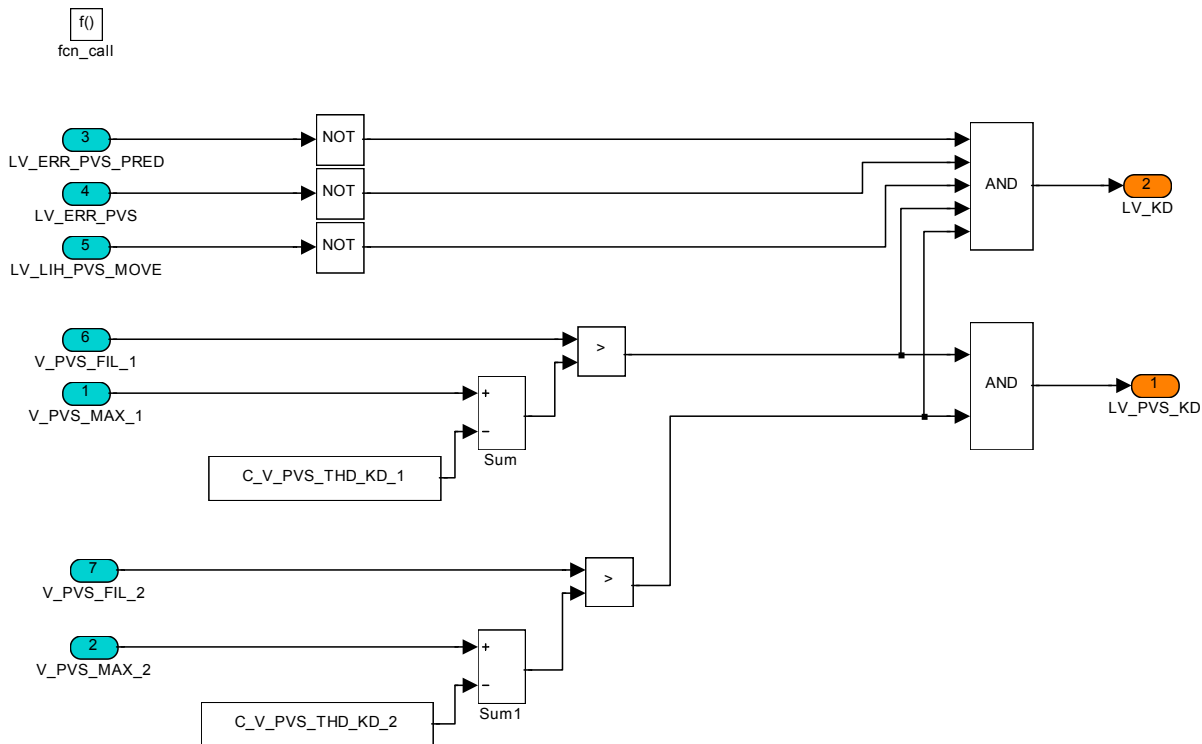 f()
fcn_call
3
LV_ERR_PVS_PRED
NOT
4
LV_ERR_PVS
NOT
5
LV_LIH_PVS_MOVE
NOT
AND
2
LV_KD
6
V_PVS_FIL_1
>
1
V_PVS_MAX_1
+
−
Sum
C_V_PVS_THD_KD_1
AND
1
LV_PVS_KD
7
V_PVS_FIL_2
>
2
V_PVS_MAX_2
+
−
Sum1
C_V_PVS_THD_KD_2